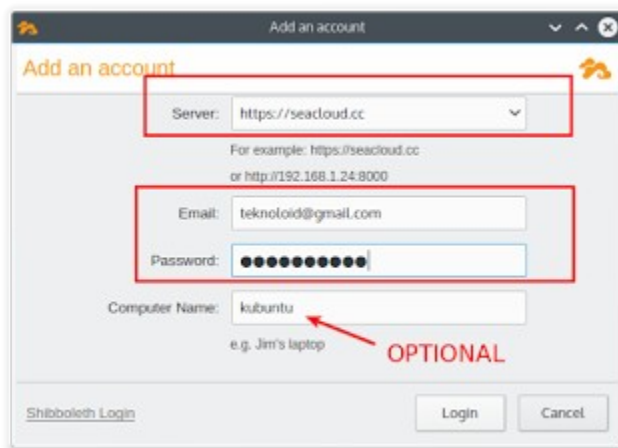 Add an account
Add an account
Server: https://seacloud.cc
For example: https://seacloud.cc
or http://192.168.1.24:8000
Email: teknoloid@gmail.com
Password: ●●●●●●●●●●
Computer Name: kubuntu
e.g. Jim's laptop
OPTIONAL
Shibboleth Login Login Cancel